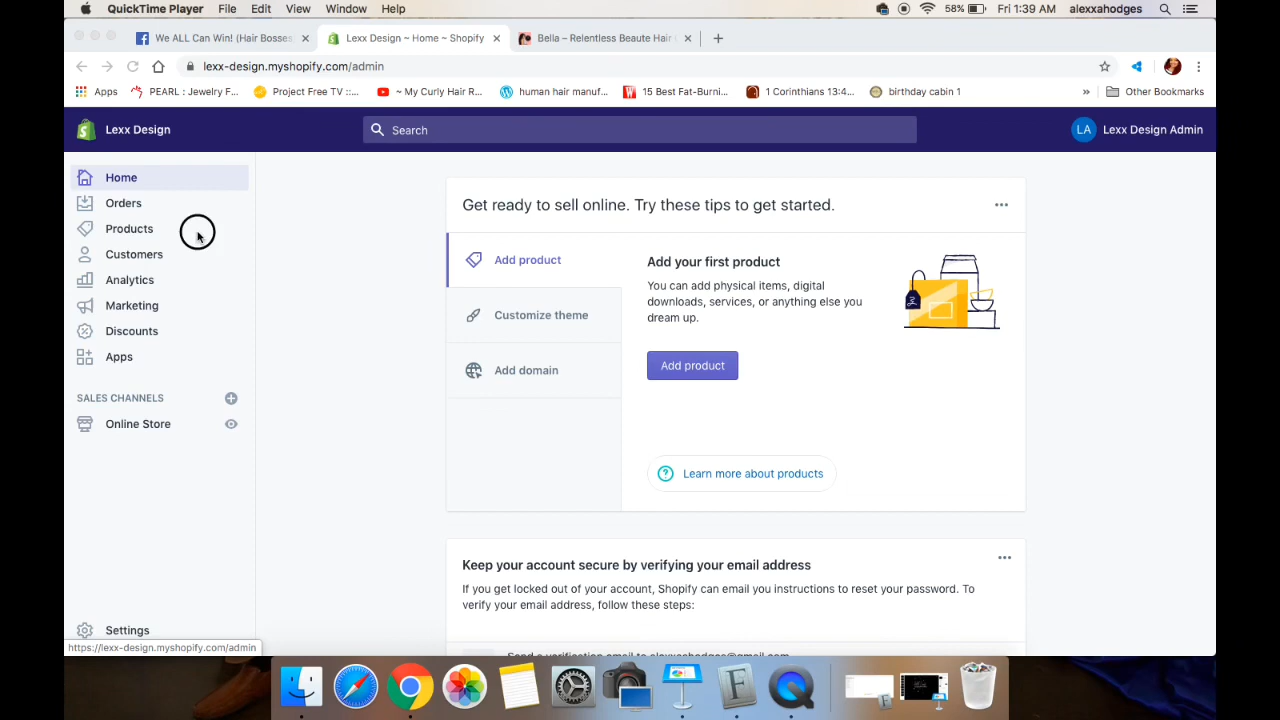 QuickTime Player File Edit View Window Help 58% Fri 1:39 AM alexxahodges
We ALL Can Win! (Hair Bosses
Lexx Design ~ Home ~ Shopify
Bella – Relentless Beaute Hair
lexx-design.myshopify.com/admin
Apps PEARL : Jewelry F... Project Free TV ::... ~ My Curly Hair R... human hair manuf... 15 Best Fat-Burni... 1 Corinthians 13:4... birthday cabin 1 » Other Bookmarks
Lexx Design
Search
LA Lexx Design Admin
Home
Orders
Products
Customers
Analytics
Marketing
Discounts
Apps
SALES CHANNELS
Online Store
Settings
https://lexx-design.myshopify.com/admin
Get ready to sell online. Try these tips to get started.
Add product
Customize theme
Add domain
Add your first product
You can add physical items, digital
downloads, services, or anything else you
dream up.
Add product
Learn more about products
Keep your account secure by verifying your email address
If you get locked out of your account, Shopify can email you instructions to reset your password. To
verify your email address, follow these steps:
Send a verification email to alexxahodges@gmail.com